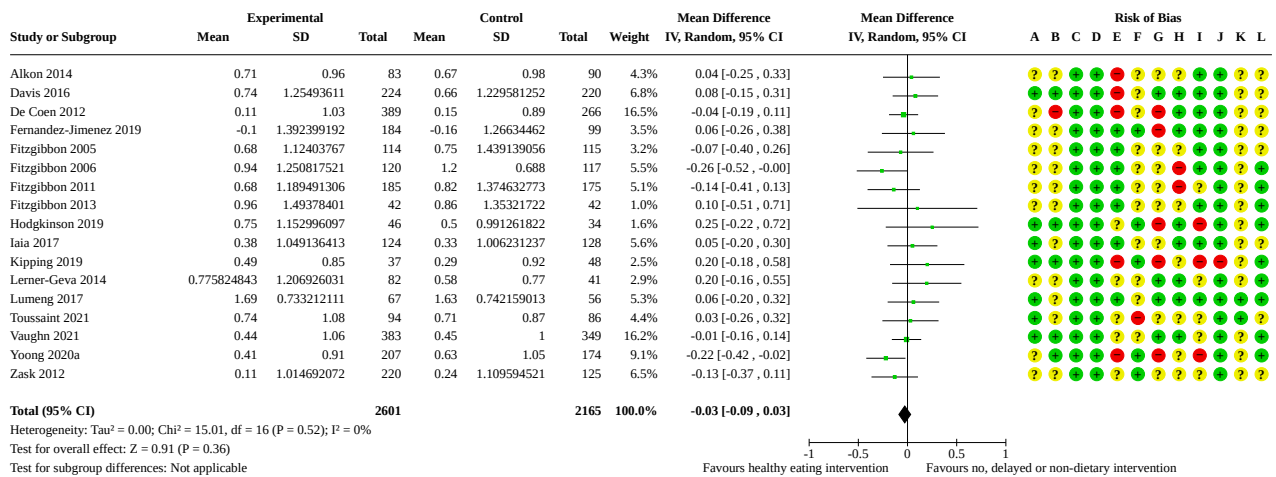 Experimental Control Mean Difference Mean Difference Risk of Bias
Study or Subgroup Mean SD Total Mean SD Total Weight IV, Random, 95% CI IV, Random, 95% CI A B C D E F G H I J K L
Alkon 2014 0.71 0.96 83 0.67 0.98 90 4.3% 0.04 [-0.25 , 0.33] ? ? + + − ? ? ? + + ? ?
Davis 2016 0.74 1.25493611 224 0.66 1.229581252 220 6.8% 0.08 [-0.15 , 0.31] + + + + − ? + + + + ? ?
De Coen 2012 0.11 1.03 389 0.15 0.89 266 16.5% -0.04 [-0.19 , 0.11] ? − + + − ? − + + + ? ?
Fernandez-Jimenez 2019 -0.1 1.392399192 184 -0.16 1.26634462 99 3.6% 0.06 [-0.26 , 0.38] ? ? + + + + − + + + ? ?
Fitzgibbon 2005 0.68 1.12403767 114 0.75 1.439139056 115 3.2% -0.07 [-0.40 , 0.26] ? ? + + + ? ? ? + + ? +
Fitzgibbon 2006 0.94 1.250817521 120 1.2 0.688 117 5.5% -0.26 [-0.52 , -0.00] ? ? + + + ? ? − + + ? +
Fitzgibbon 2011 0.68 1.189491306 185 0.82 1.374632773 175 5.1% -0.14 [-0.41 , 0.13] ? ? + + + ? ? − ? + ? +
Fitzgibbon 2013 0.96 1.49378401 42 0.86 1.35321722 42 1.0% 0.10 [-0.51 , 0.71] ? ? + + + ? ? ? + + ? +
Hodgkinson 2019 0.75 1.152996097 46 0.5 0.991261822 34 1.6% 0.25 [-0.22 , 0.72] + + + + ? + − + − + ? +
Iaia 2017 0.38 1.049136413 124 0.33 1.006231237 128 5.6% 0.05 [-0.20 , 0.30] + ? + + ? + ? ? + + ? ?
Kipping 2019 0.49 0.85 37 0.29 0.92 48 2.5% 0.20 [-0.18 , 0.58] + + + + − + − ? − − ? +
Lerner-Geva 2014 0.775824843 1.206926031 82 0.58 0.77 41 2.9% 0.20 [-0.16 , 0.55] ? ? + + ? ? + + + + ? ?
Lumeng 2017 1.69 0.733212111 67 1.63 0.742159013 56 5.2% 0.06 [-0.20 , 0.32] + ? + + + ? + + + + + +
Toussaint 2021 0.74 1.08 94 0.71 0.87 86 4.3% 0.03 [-0.26 , 0.32] + ? + + ? − ? ? ? + + ?
Vaughn 2021 0.44 1.06 383 0.45 1 349 16.2% -0.01 [-0.16 , 0.14] + + + + ? ? + + ? + ? +
Yoong 2020a 0.41 0.91 207 0.63 1.05 174 9.1% -0.22 [-0.42 , -0.02] ? + + + − + − ? − + ? +
Zask 2012 0.11 1.014692072 220 0.24 1.109594521 125 6.5% -0.13 [-0.37 , 0.11] ? ? + + ? + ? ? ? + ? ?
Total (95% CI) 2601 2165 100.0% -0.03 [-0.09 , 0.03]
Heterogeneity: Tau² = 0.00; Chi² = 15.01, df = 16 (P = 0.52); I² = 0%
Test for overall effect: Z = 0.91 (P = 0.36)
Test for subgroup differences: Not applicable
-1 -0.5 0 0.5 1
Favours healthy eating intervention Favours no, delayed or non-dietary intervention